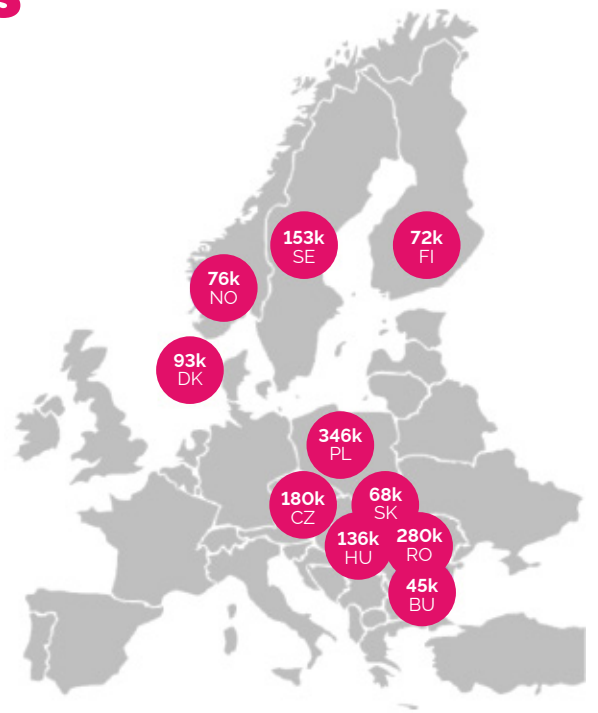 s
153k
SE
72k
FI
76k
NO
93k
DK
346k
PL
180k
CZ
68k
SK
136k
HU
280k
RO
45k
BU